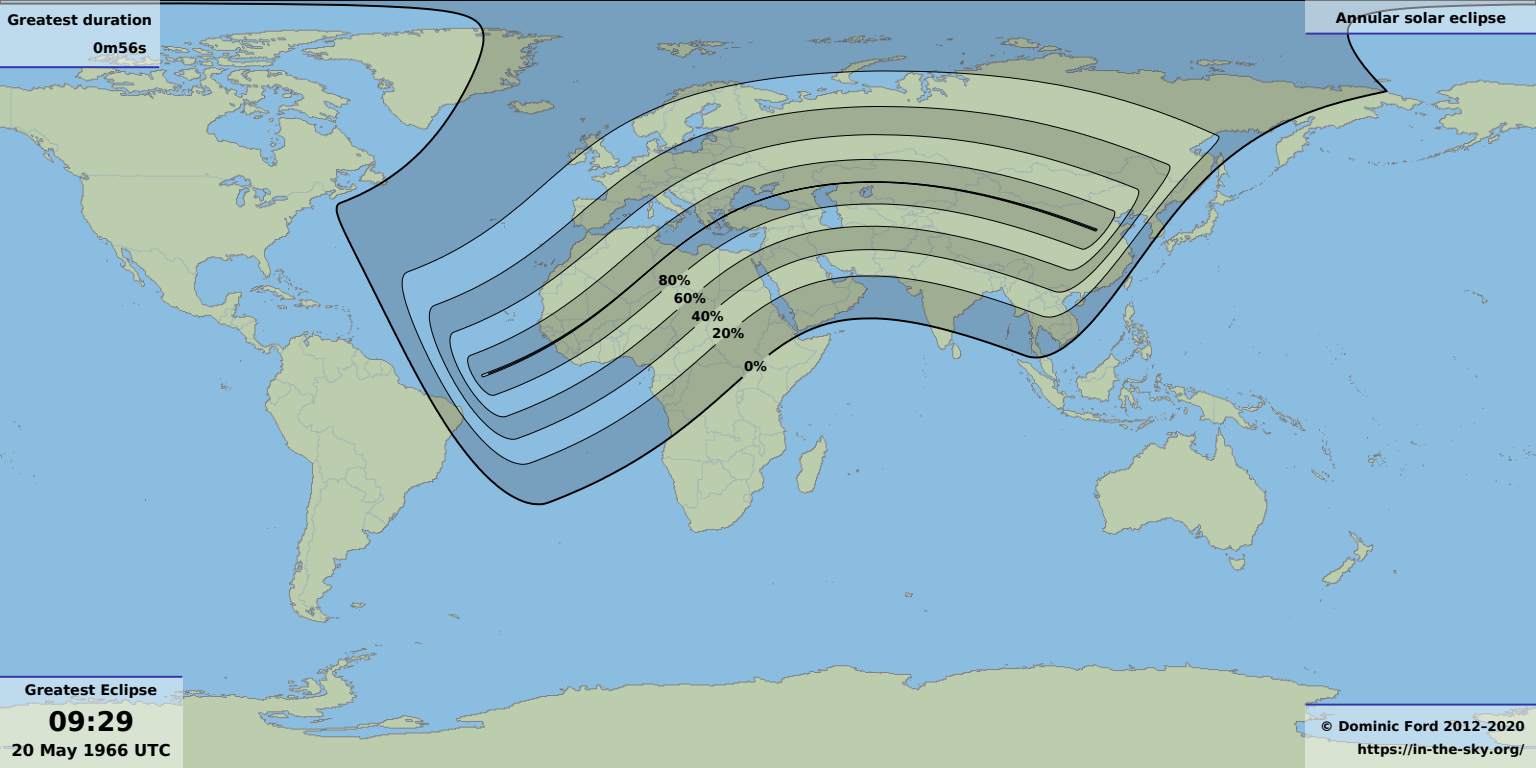 Greatest duration
0m56s
Annular solar eclipse
80%
60%
40%
20%
0%
Greatest Eclipse
09:29
20 May 1966 UTC
© Dominic Ford 2012–2020
https://in-the-sky.org/